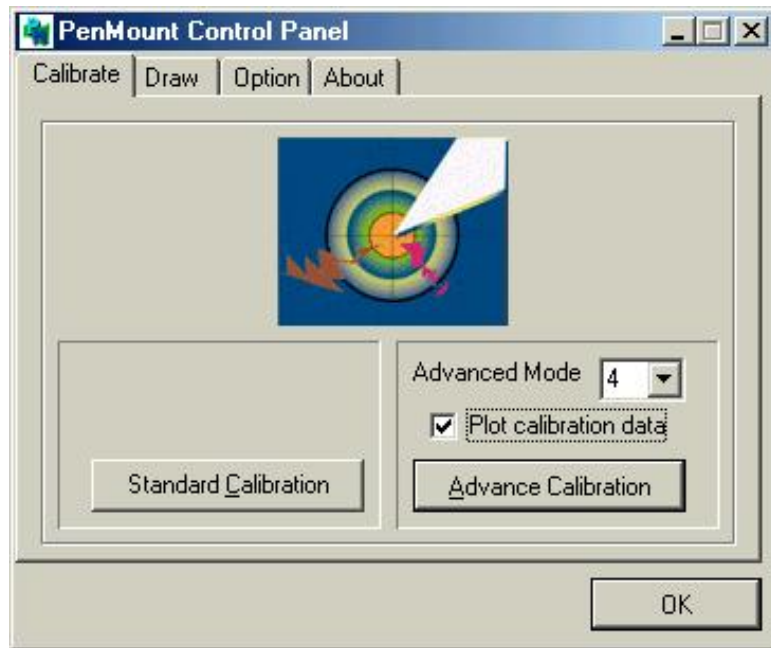 PenMount Control Panel
Calibrate Draw Option About
Advanced Mode 4
Plot calibration data
Standard Calibration Advance Calibration
OK